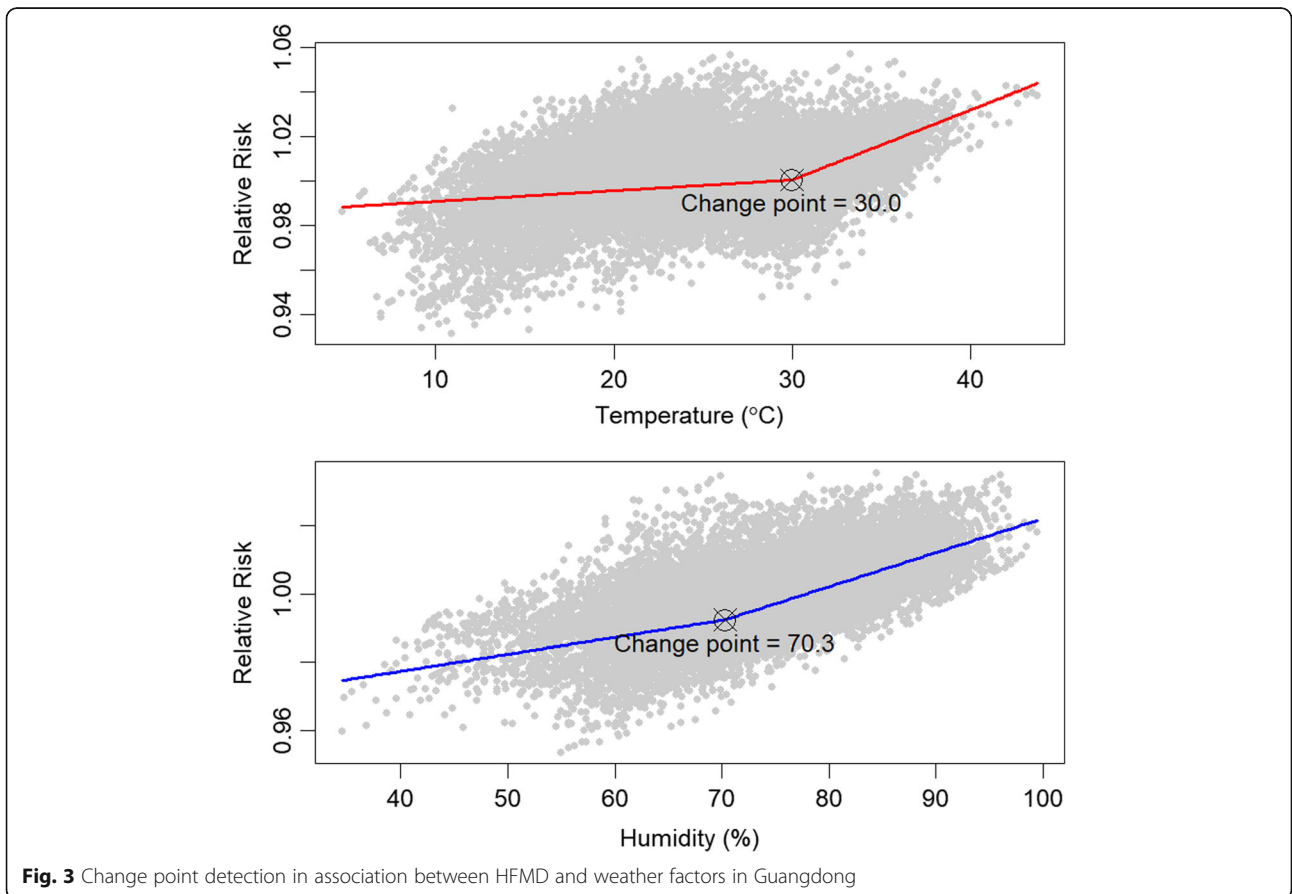 1.06
1.02
0.98
0.94
Relative Risk
Change point = 30.0
10 20 30 40
Temperature (°C)
1.00
0.96
Relative Risk
Change point = 70.3
40 50 60 70 80 90 100
Humidity (%)
Fig. 3 Change point detection in association between HFMD and weather factors in Guangdong